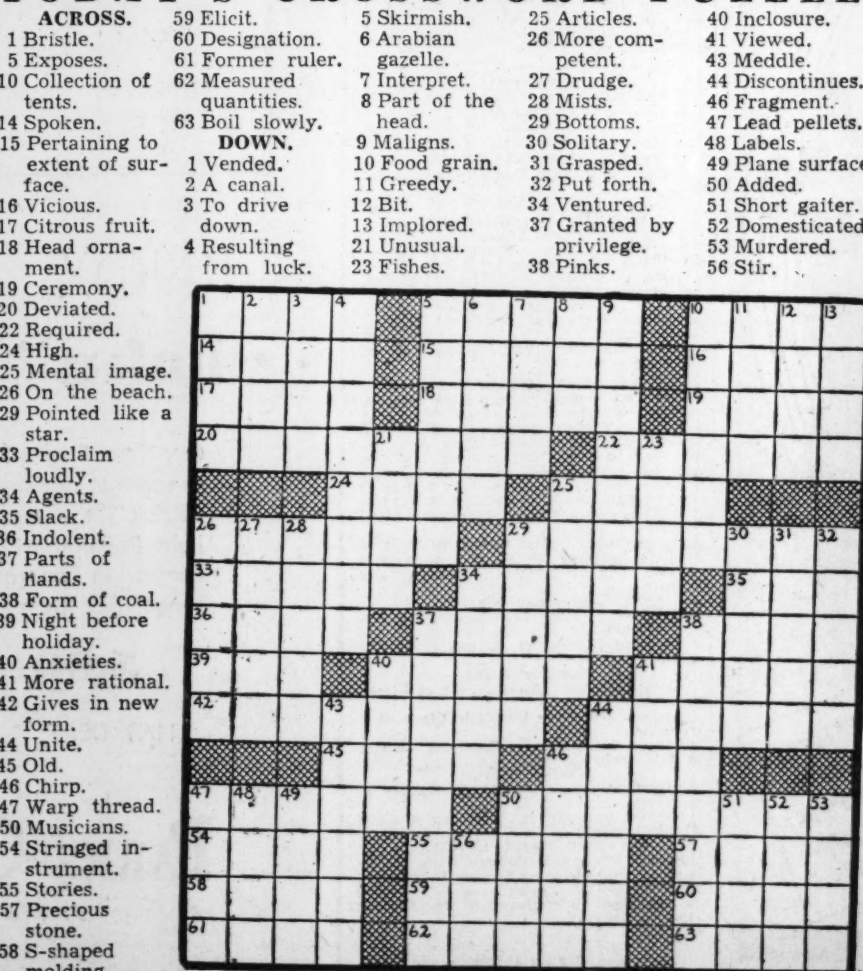 ACROSS.
1 Bristle.
5 Exposes.
10 Collection of
tents.
14 Spoken.
15 Pertaining to
extent of sur-
face.
16 Vicious.
17 Citrous fruit.
18 Head orna-
ment.
19 Ceremony.
20 Deviated.
22 Required.
24 High.
25 Mental image.
26 On the beach.
29 Pointed like a
star.
33 Proclaim
loudly.
34 Agents.
35 Slack.
36 Indolent.
37 Parts of
hands.
38 Form of coal.
39 Night before
holiday.
40 Anxieties.
41 More rational.
42 Gives in new
form.
44 Unite.
45 Old.
46 Chirp.
47 Warp thread.
50 Musicians.
54 Stringed in-
strument.
55 Stories.
57 Precious
stone.
58 S-shaped
59 Elicit.
60 Designation.
61 Former ruler.
62 Measured
quantities.
63 Boil slowly.
DOWN.
1 Vended.
2 A canal.
3 To drive
down.
4 Resulting
from luck.
5 Skirmish.
6 Arabian
gazelle.
7 Interpret.
8 Part of the
head.
9 Maligns.
10 Food grain.
11 Greedy.
12 Bit.
13 Implored.
21 Unusual.
23 Fishes.
25 Articles.
26 More com-
petent.
27 Drudge.
28 Mists.
29 Bottoms.
30 Solitary.
31 Grasped.
32 Put forth.
34 Ventured.
37 Granted by
privilege.
38 Pinks.
40 Inclosure.
41 Viewed.
43 Meddle.
44 Discontinues.
46 Fragment.
47 Lead pellets.
48 Labels.
49 Plane surface
50 Added.
51 Short gaiter.
52 Domesticated
53 Murdered.
56 Stir.
1 2 3 4 5 6 7 8 9 10 11 12 13
14 15 16
17 18 19
20 21 22 23
24 25
26 27 28 29 30 31 32
33 34 35
36 37 38
39 40 41
42 43 44
45 46
47 48 49 50 51 52 53
54 55 56 57
58 59 60
61 62 63